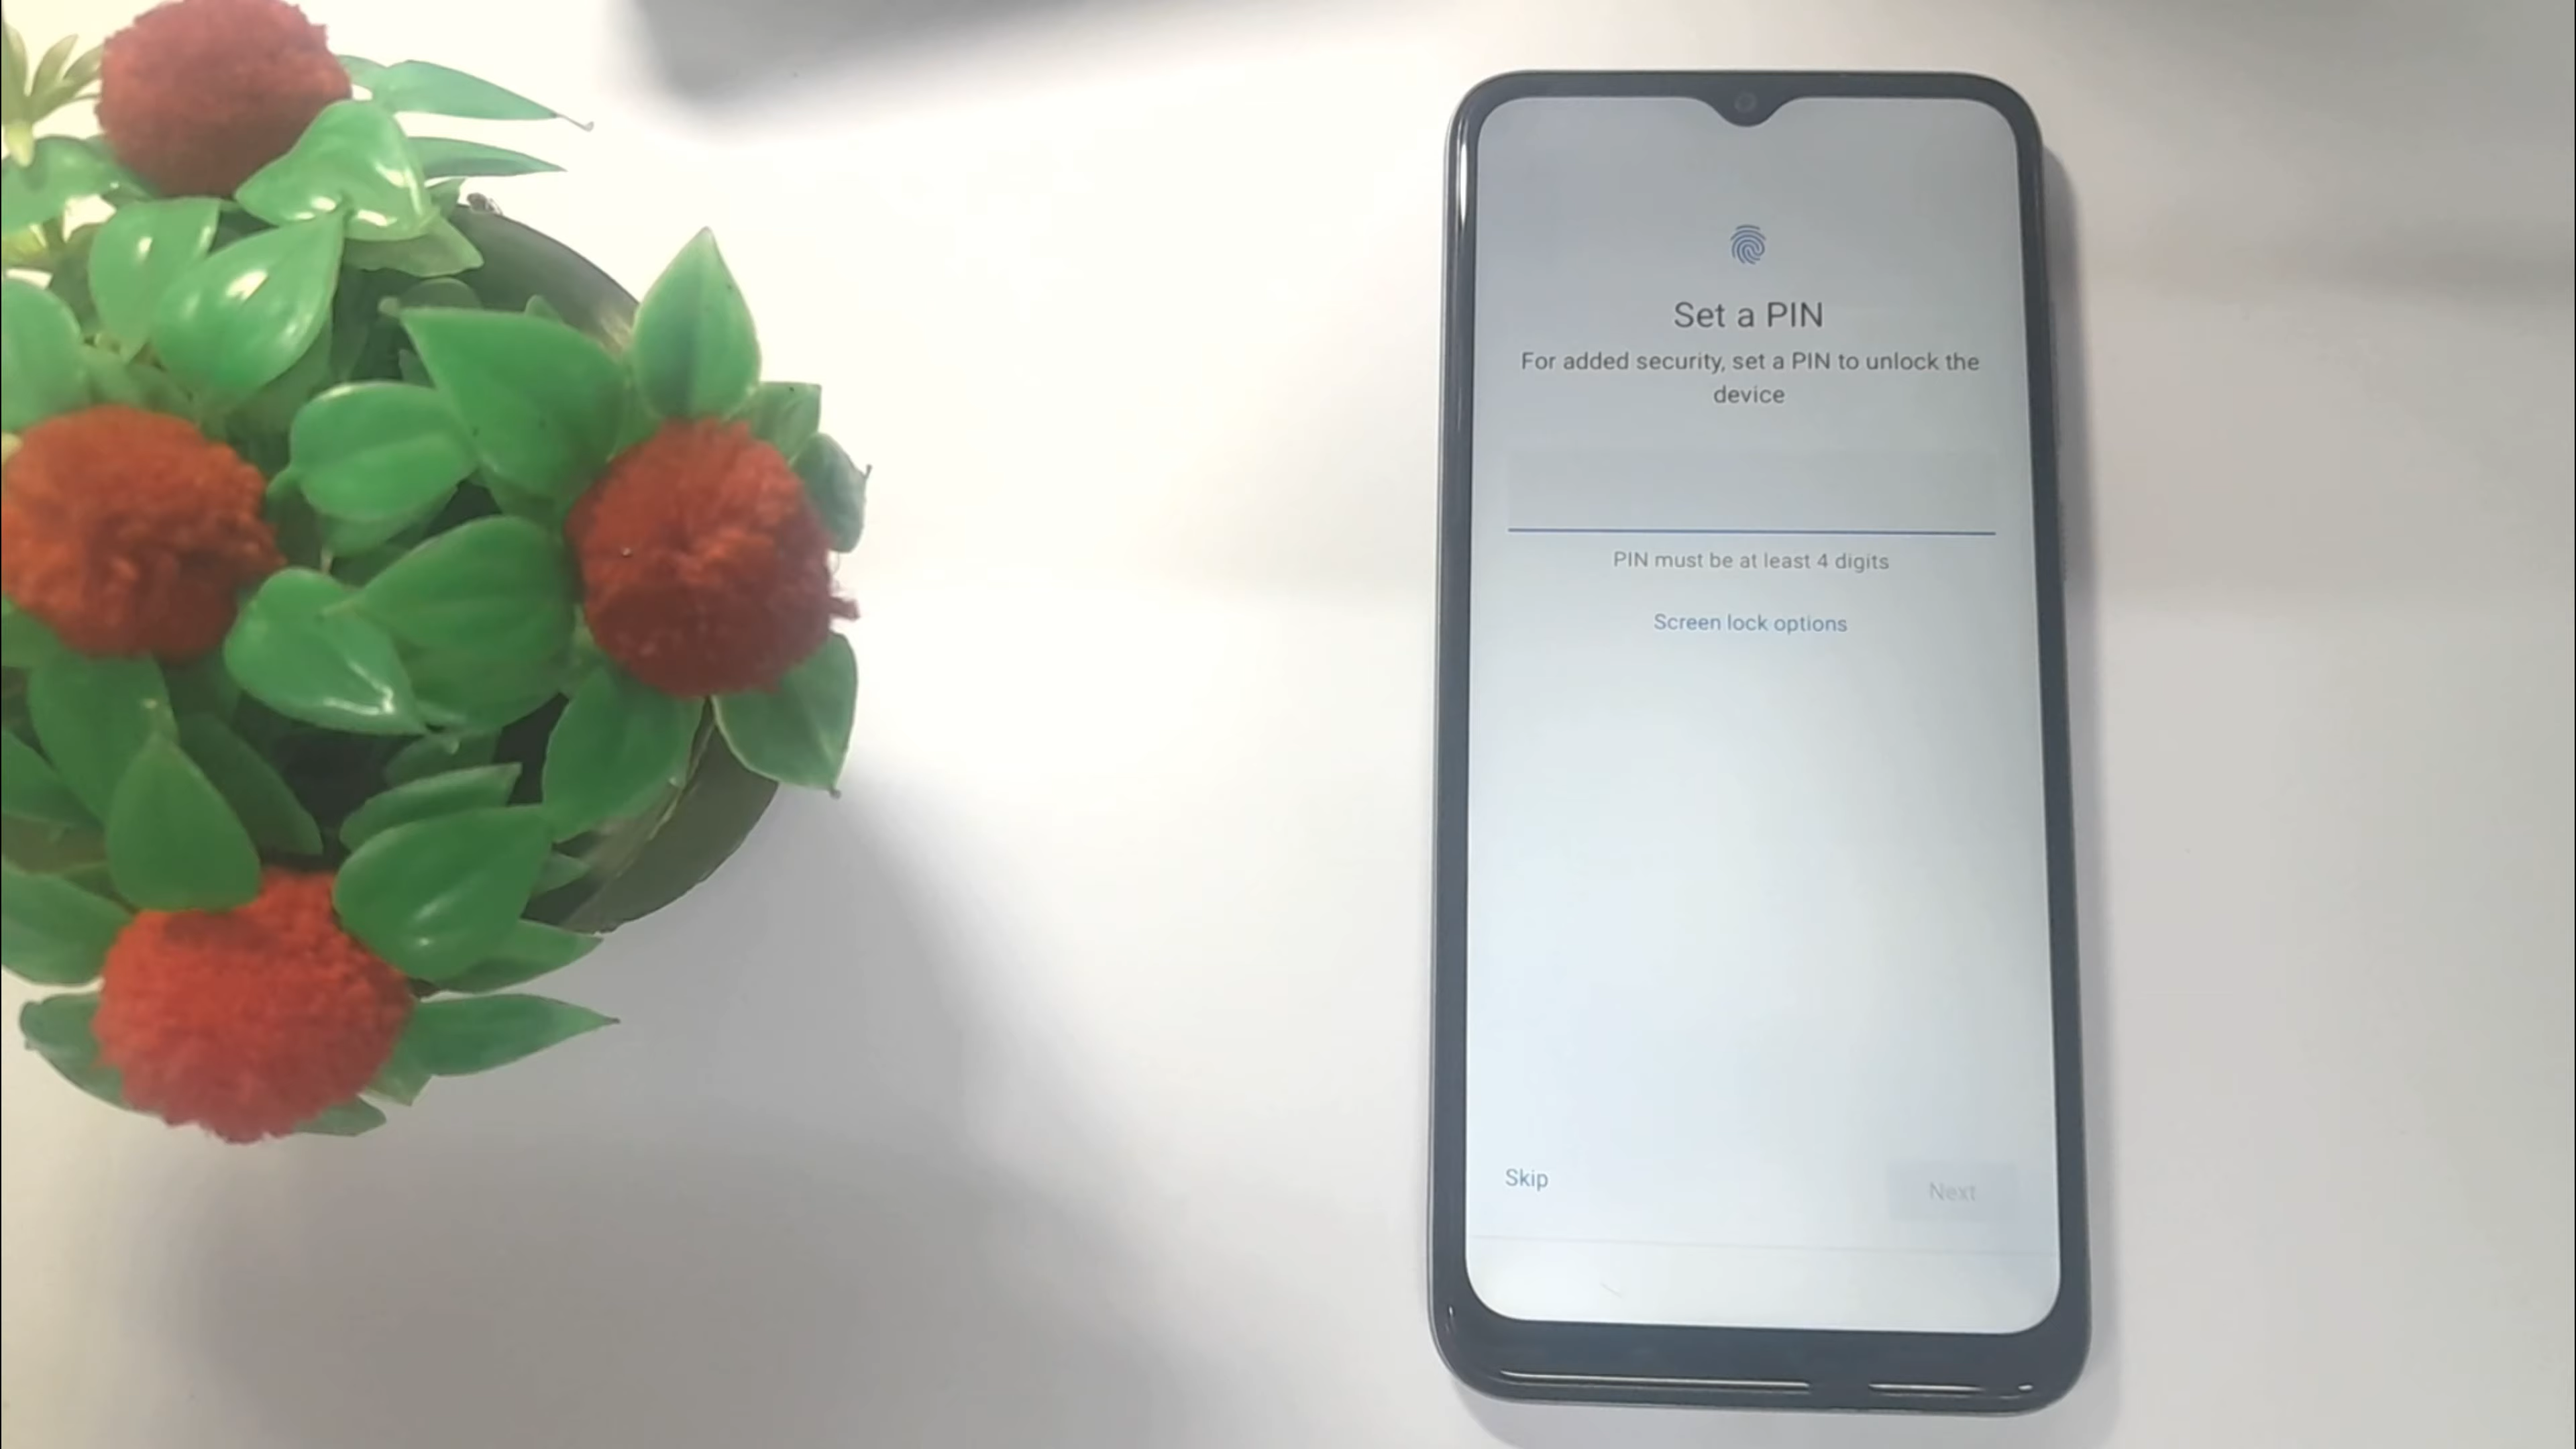 Set a PIN
For added security, set a PIN to unlock the
device
PIN must be at least 4 digits
Screen lock options
Skip
Next